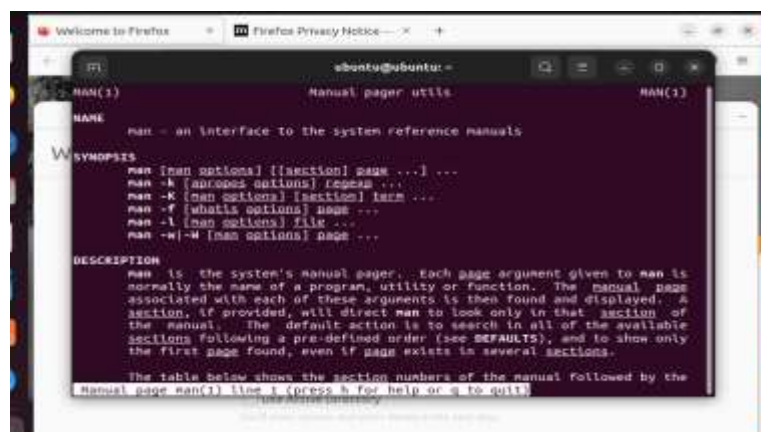 Welcome to Firefox
Firefox Privacy Notice —
ubuntu@ubuntu: ~
MAN(1) Manual pager utils MAN(1)
NAME
man - an interface to the system reference manuals
SYNOPSIS
man [man options] [[section] page ...] ...
man -k [apropos options] regexp ...
man -K [man options] [section] term ...
man -f [whatis options] page ...
man -l [man options] file ...
man -w|-W [man options] page ...
DESCRIPTION
man is the system's manual pager. Each page argument given to man is
normally the name of a program, utility or function. The manual page
associated with each of these arguments is then found and displayed. A
section, if provided, will direct man to look only in that section of
the manual. The default action is to search in all of the available
sections following a pre-defined order (see DEFAULTS), and to show only
the first page found, even if page exists in several sections.
The table below shows the section numbers of the manual followed by the
Manual page man(1) line 1 (press h for help or q to quit)
W